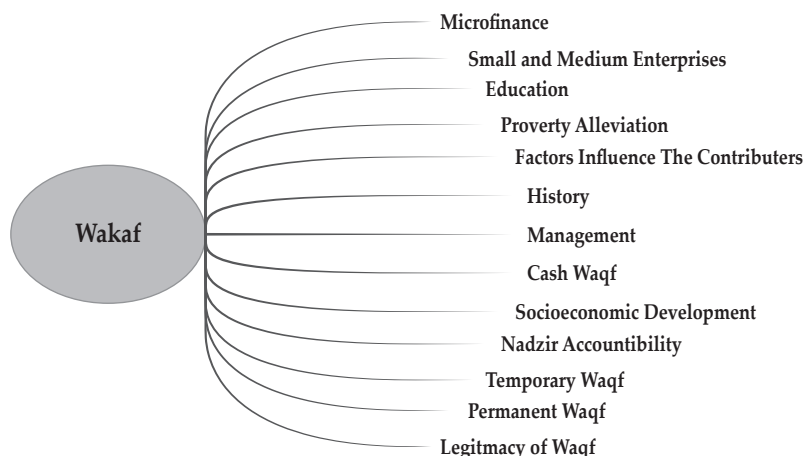 Microfinance
Small and Medium Enterprises
Education
Proverty Alleviation
Factors Influence The Contributers
History
Wakaf
Management
Cash Waqf
Socioeconomic Development
Nadzir Accountibility
Temporary Waqf
Permanent Waqf
Legitmacy of Waqf